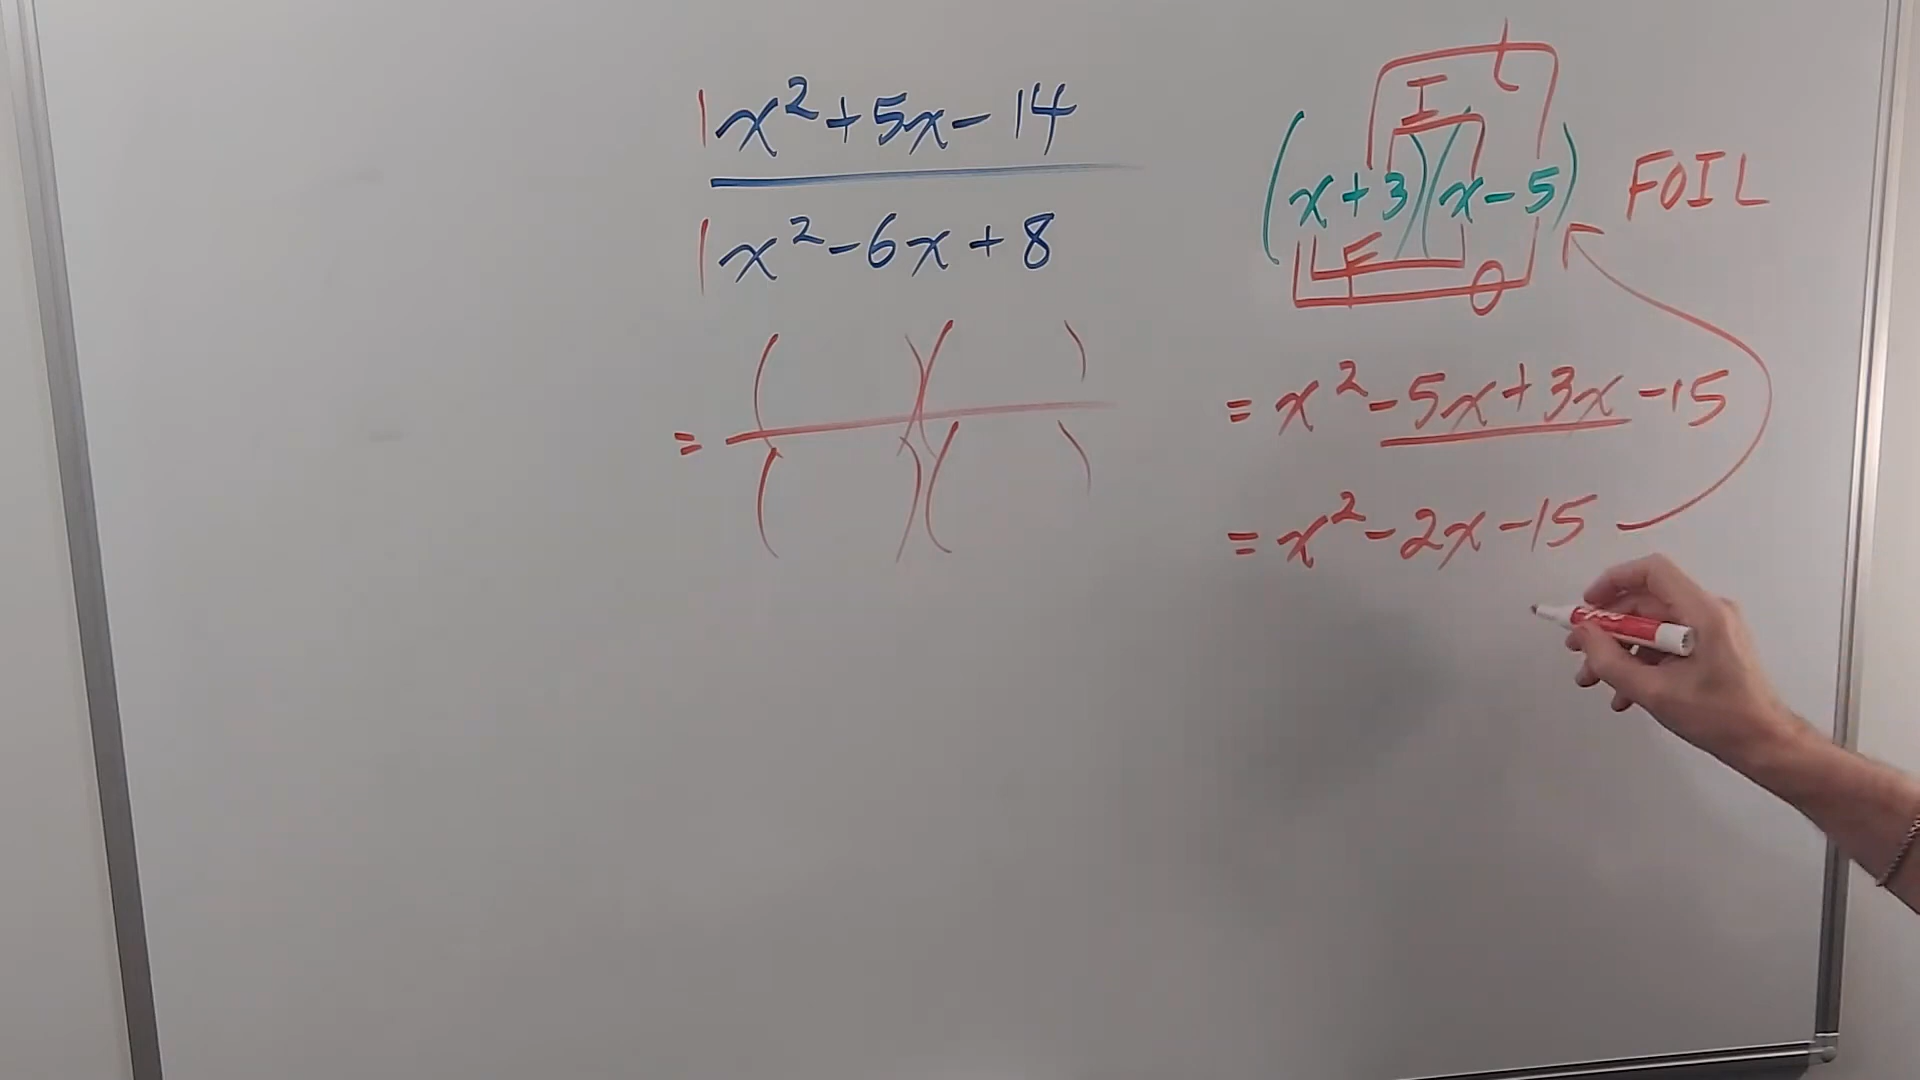 1x²+5x-14
1x²-6x+8
= ( )( )
( )( )
L
I
(x+3)(x-5) FOIL
F
O
= x²-5x+3x-15
= x²-2x-15